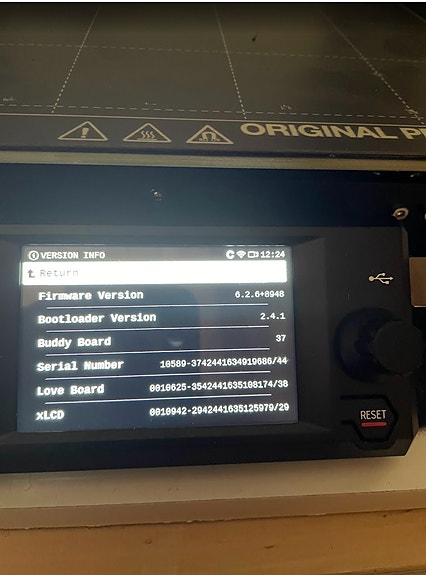 ORIGINAL P
VERSION INFO 12:24
Return
Firmware Version 6.2.6+8948
Bootloader Version 2.4.1
Buddy Board 37
Serial Number 10589-3742441634919686/44
Love Board 0010625-3542441635108174/38
xLCD 0010942-2942441635125979/29
RESET